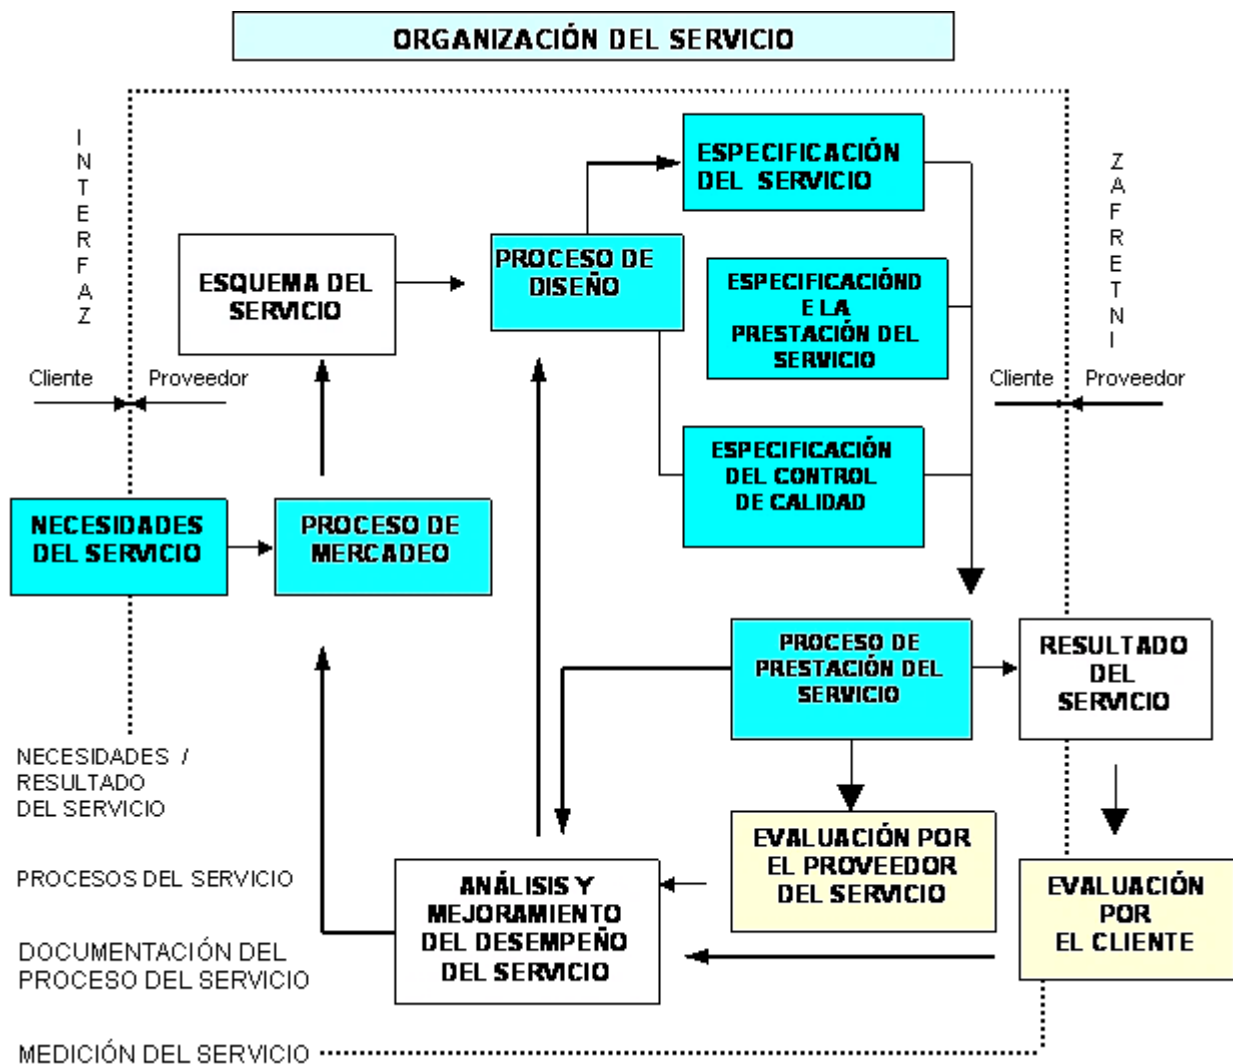 ORGANIZACIÓN DEL SERVICIO
INTERFAZ
ZAFRETNI
ESPECIFICACIÓN
DEL SERVICIO
PROCESO DE
DISEÑO
ESQUEMA DEL
SERVICIO
ESPECIFICACIÓND
E LA
PRESTACIÓN DEL
SERVICIO
Cliente
Proveedor
Cliente
Proveedor
ESPECIFICACIÓN
DEL CONTROL
DE CALIDAD
NECESIDADES
DEL SERVICIO
PROCESO DE
MERCADEO
PROCESO DE
PRESTACIÓN DEL
SERVICIO
RESULTADO
DEL
SERVICIO
NECESIDADES /
RESULTADO
DEL SERVICIO
EVALUACIÓN POR
EL PROVEEDOR
DEL SERVICIO
PROCESOS DEL SERVICIO
ANÁLISIS Y
MEJORAMIENTO
DEL DESEMPEÑO
DEL SERVICIO
EVALUACIÓN
POR
EL CLIENTE
DOCUMENTACIÓN DEL
PROCESO DEL SERVICIO
MEDICIÓN DEL SERVICIO